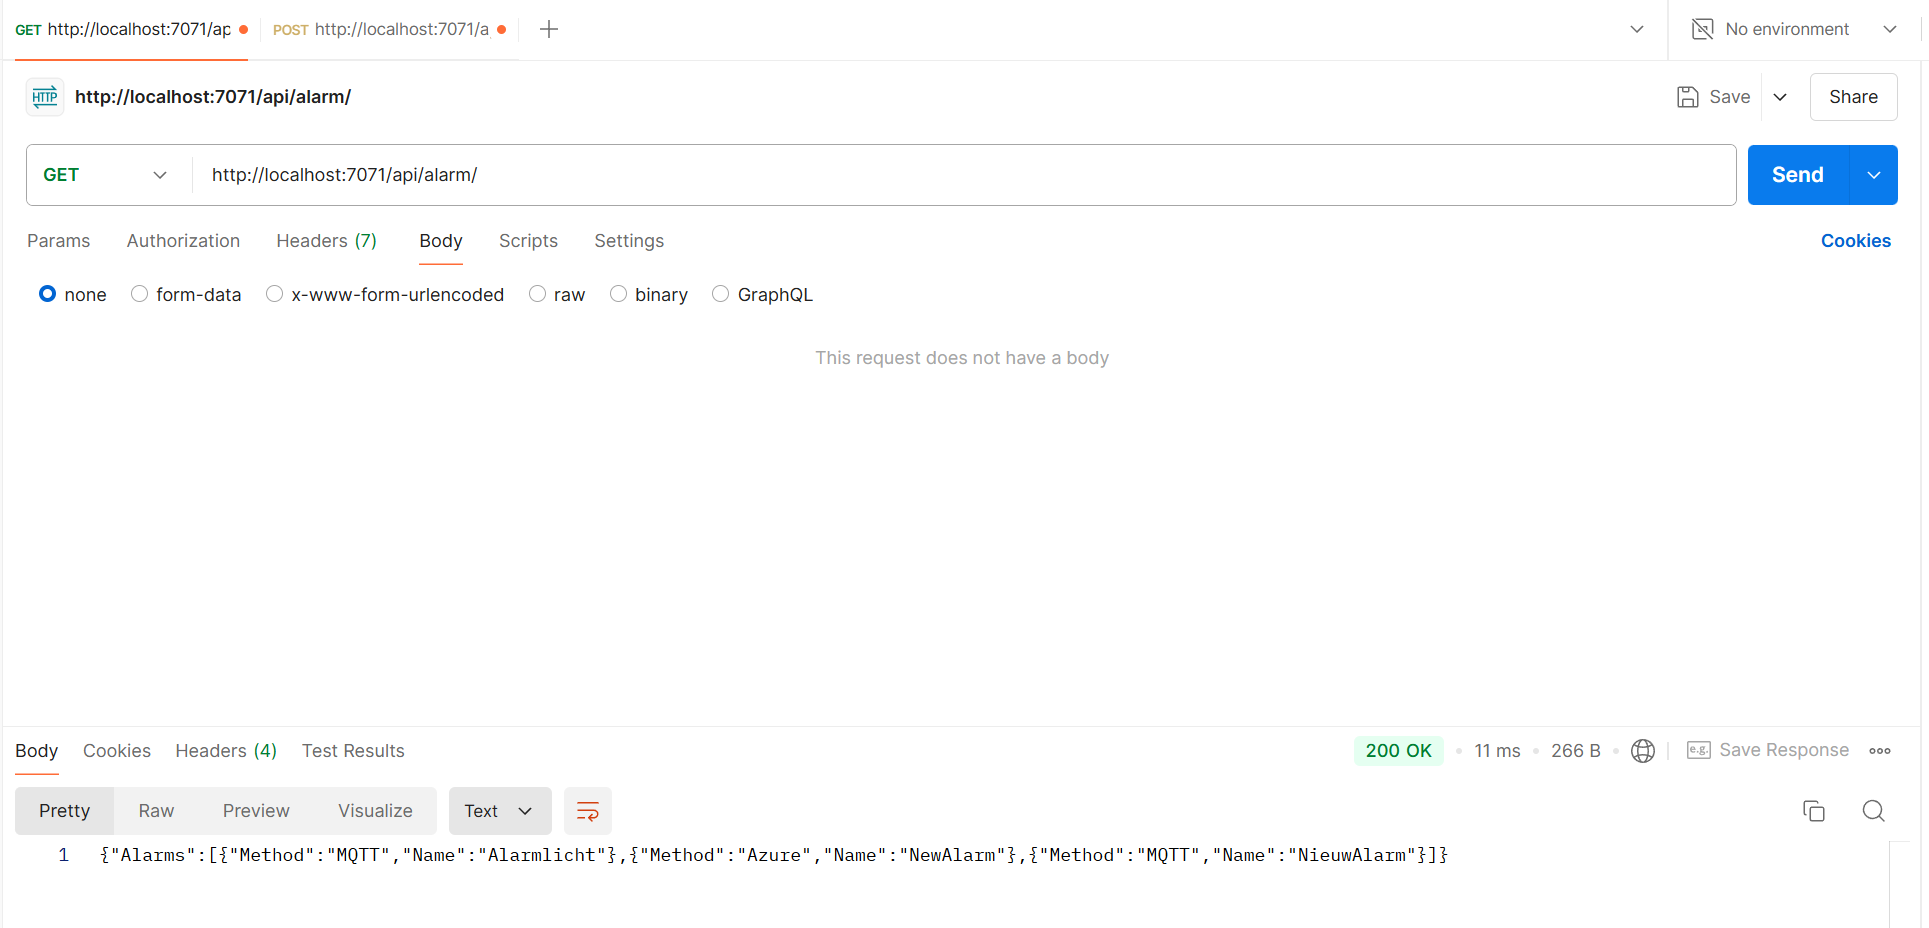 GET http://localhost:7071/ap POST http://localhost:7071/a No environment
HTTP http://localhost:7071/api/alarm/ Save Share
GET http://localhost:7071/api/alarm/ Send
Params Authorization Headers (7) Body Scripts Settings Cookies
none form-data x-www-form-urlencoded raw binary GraphQL
This request does not have a body
Body Cookies Headers (4) Test Results 200 OK 11 ms 266 B e.g. Save Response
Pretty Raw Preview Visualize Text
1 {"Alarms":[{"Method":"MQTT","Name":"Alarmlicht"},{"Method":"Azure","Name":"NewAlarm"},{"Method":"MQTT","Name":"NieuwAlarm"}]}